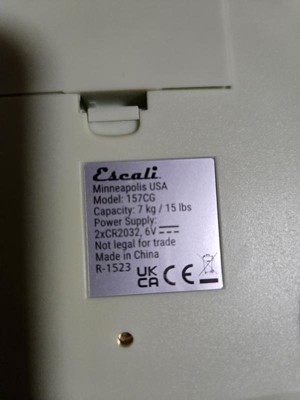 Escali
Minneapolis USA
Model: 157CG
Capacity: 7 kg / 15 lbs
Power Supply:
2xCR2032, 6V
Not legal for trade
Made in China
R-1523
UK
CA CE